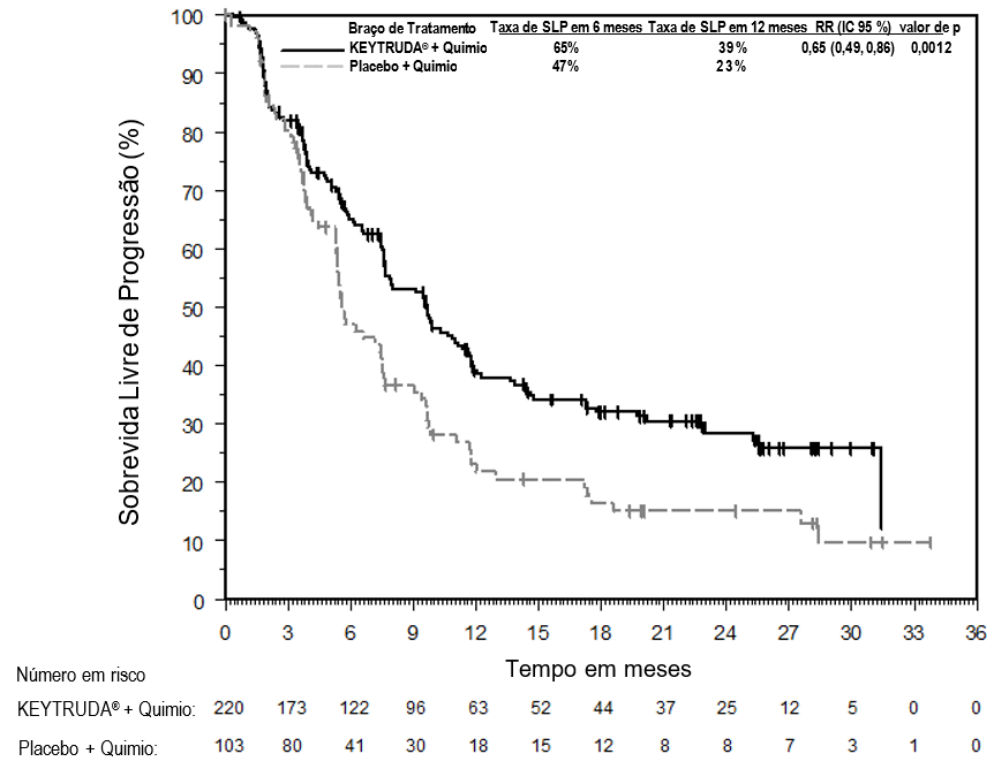 Braço de Tratamento Taxa de SLP em 6 meses Taxa de SLP em 12 meses RR (IC 95 %) valor de p
KEYTRUDA® + Quimio 65% 39% 0,65 (0,49, 0,86) 0,0012
Placebo + Quimio 47% 23%
Sobrevida Livre de Progressão (%)
100
90
80
70
60
50
40
30
20
10
0
0 3 6 9 12 15 18 21 24 27 30 33 36
Tempo em meses
Número em risco
KEYTRUDA® + Quimio: 220 173 122 96 63 52 44 37 25 12 5 0 0
Placebo + Quimio: 103 80 41 30 18 15 12 8 8 7 3 1 0